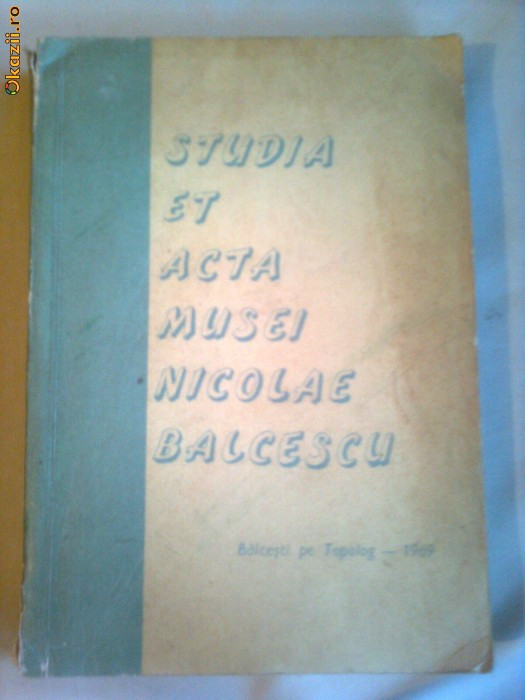 Okazii.ro
STUDIA
ET
ACTA
MUSEI
NICOLAE
BALCESCU
Bălcești pe Topolog — 1969